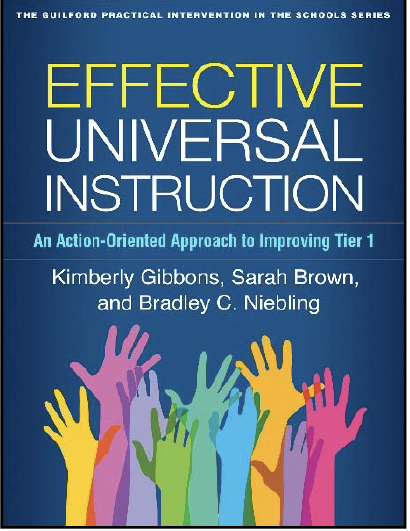 THE GUILFORD PRACTICAL INTERVENTION IN THE SCHOOLS SERIES
EFFECTIVE
UNIVERSAL
INSTRUCTION
An Action-Oriented Approach to Improving Tier 1
Kimberly Gibbons, Sarah Brown,
and Bradley C. Niebling